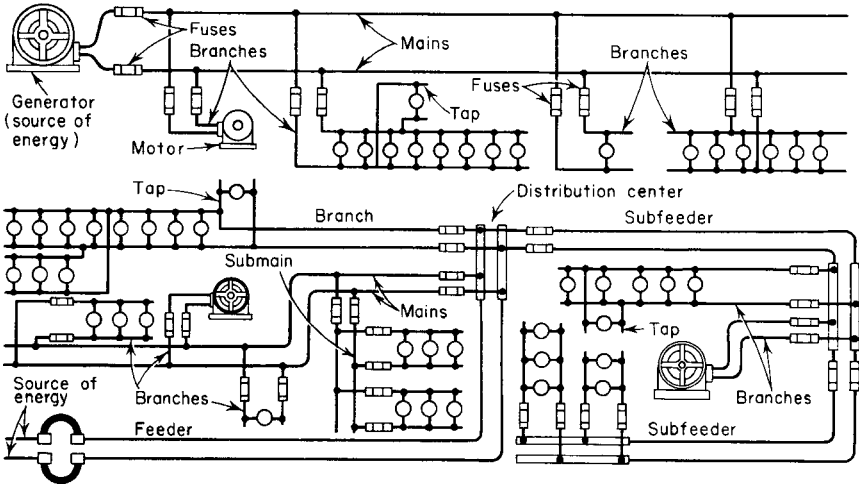 Fuses
Branches
Mains
Branches
Fuses
Generator
(source of
energy)
Tap
Motor
Tap
Distribution center
Branch
Subfeeder
Submain
Mains
Tap
Source of
energy
Branches
Branches
Feeder
Subfeeder